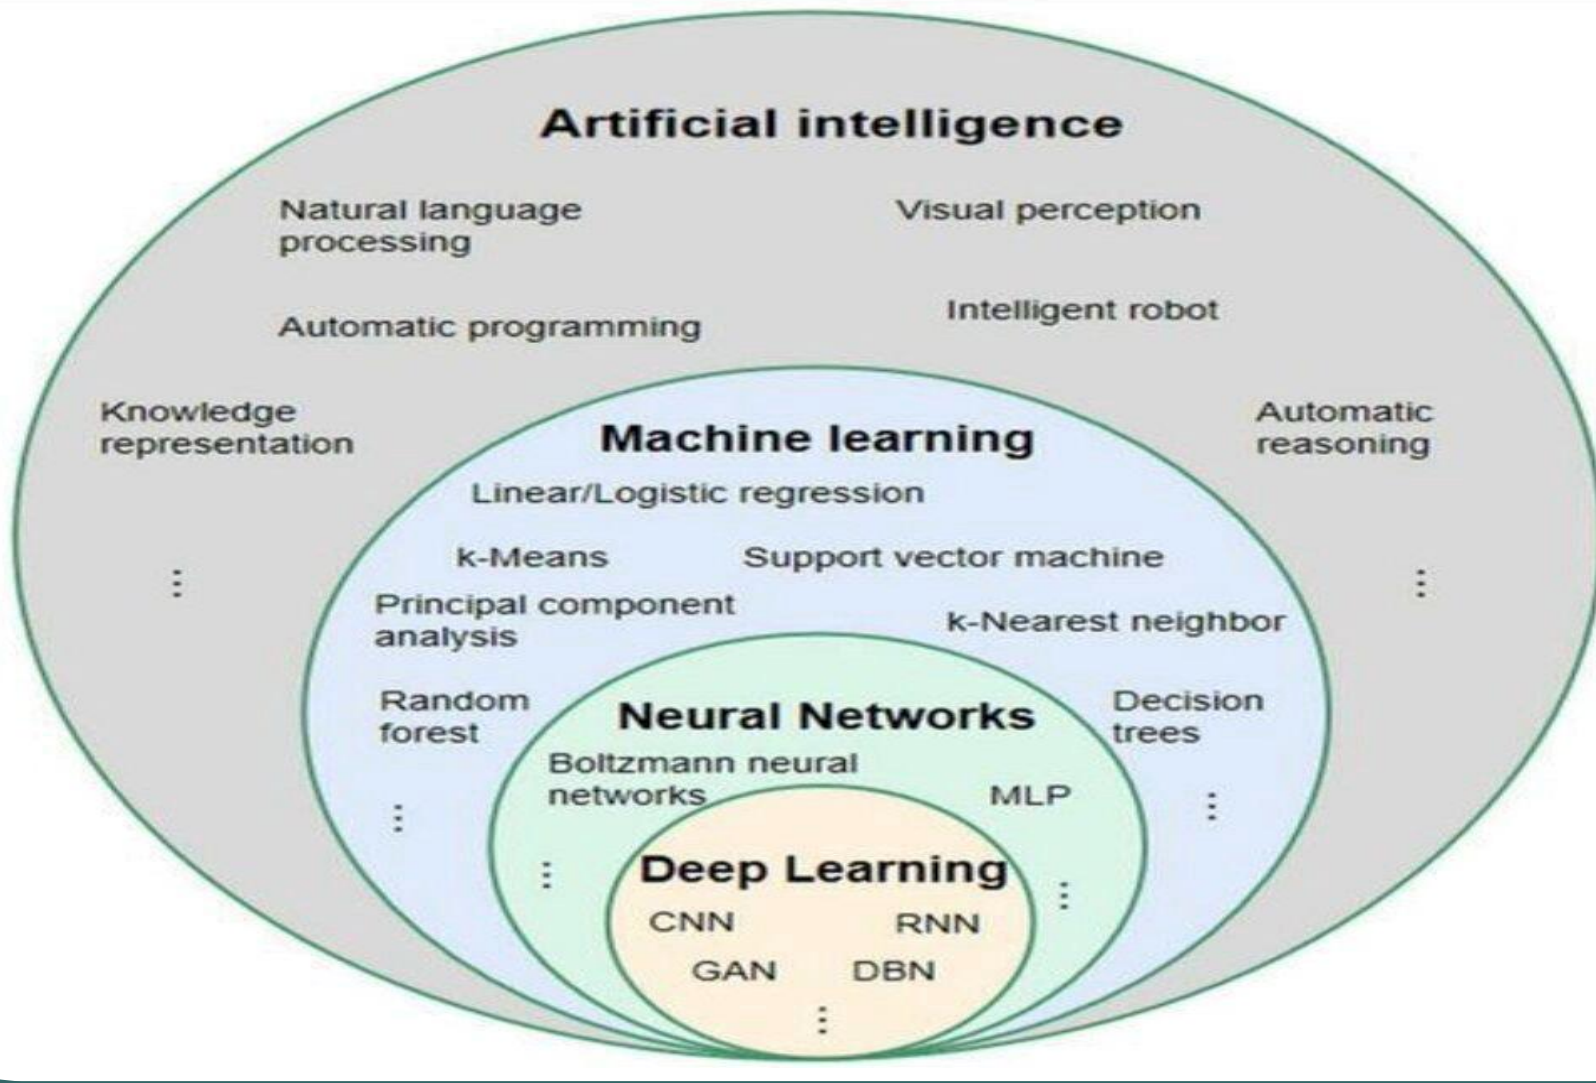 Artificial intelligence
Natural language
processing
Visual perception
Intelligent robot
Automatic programming
Knowledge
representation
Automatic
reasoning
⋮
⋮
Machine learning
Linear/Logistic regression
k-Means
Support vector machine
Principal component
analysis
k-Nearest neighbor
Random
forest
Decision
trees
⋮
⋮
Neural Networks
Boltzmann neural
networks
MLP
⋮
⋮
Deep Learning
CNN
RNN
GAN
DBN
⋮